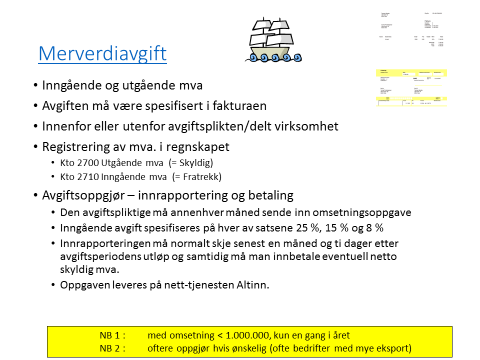 Merverdiavgift
• Inngående og utgående mva
• Avgiften må være spesifisert i fakturaen
• Innenfor eller utenfor avgiftsplikten/delt virksomhet
• Registrering av mva. i regnskapet
• Kto 2700 Utgående mva (= Skyldig)
• Kto 2710 Inngående mva (= Fratrekk)
• Avgiftsoppgjør – innrapportering og betaling
• Den avgiftspliktige må annenhver måned sende inn omsetningsoppgave
• Inngående avgift spesifiseres på hver av satsene 25 %, 15 % og 8 %
• Innrapporteringen må normalt skje senest en måned og ti dager etter
avgiftsperiodens utløp og samtidig må man innbetale eventuell netto
skyldig mva.
• Oppgaven leveres på nett-tjenesten Altinn.
NB 1 : med omsetning < 1.000.000, kun en gang i året
NB 2 : oftere oppgjør hvis ønskelig (ofte bedrifter med mye eksport)